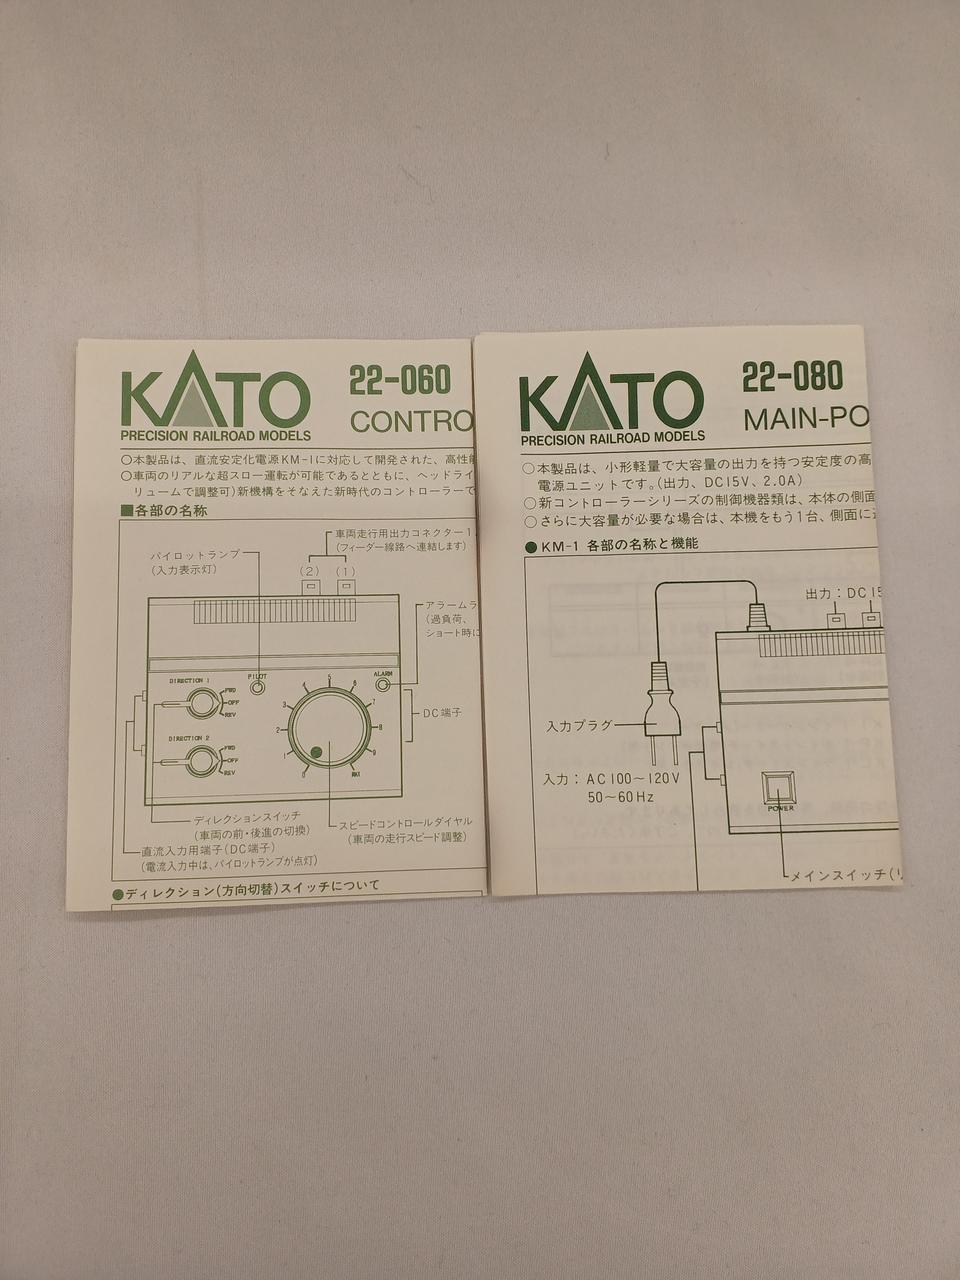 KATO
PRECISION RAILROAD MODELS
22-060
CONTRO
○本製品は、直流安定化電源KM-1に対応して開発された、高性能
○車両のリアルな超スロー運転が可能であるとともに、ヘッドライ
リュームで調整可)新機構をそなえた新時代のコントローラーで
■各部の名称
車両走行用出力コネクター1
(フィーダー線路へ連結します)
パイロットランプ
(入力表示灯)
(2) (1)
アラームラ
(過負荷、
ショート時に
DIRECTION 1
FWD
OFF
REV
PILOT
ALARM
0 1 2 3 4 5 6 7 8 9 MAX
DC端子
DIRECTION 2
FWD
OFF
REV
ディレクションスイッチ
(車両の前・後進の切換)
スピードコントロールダイヤル
(車両の走行スピード調整)
直流入力用端子(DC端子)
(電流入力中は、パイロットランプが点灯)
●ディレクション(方向切替)スイッチについて
KATO
PRECISION RAILROAD MODELS
22-080
MAIN-PO
○本製品は、小形軽量で大容量の出力を持つ安定度の高
電源ユニットです。(出力、DC15V、2.0A)
○新コントローラーシリーズの制御機器類は、本体の側面
○さらに大容量が必要な場合は、本機をもう1台、側面に
●KM-1 各部の名称と機能
出力：DC15
入力プラグ
入力：AC100～120V
50～60Hz
POWER
メインスイッチ(